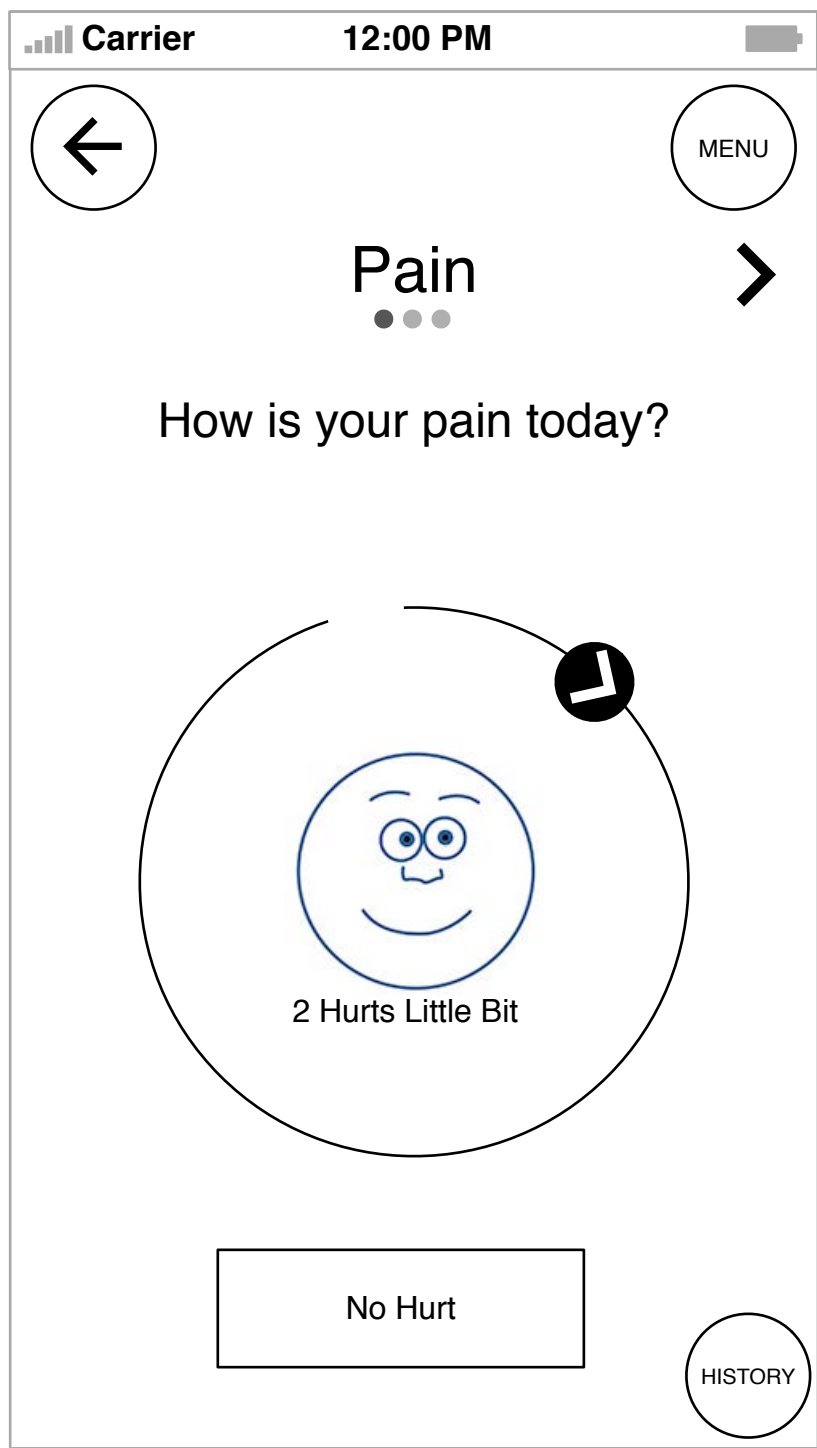 Carrier 12:00 PM
MENU
Pain
How is your pain today?
2 Hurts Little Bit
No Hurt
HISTORY